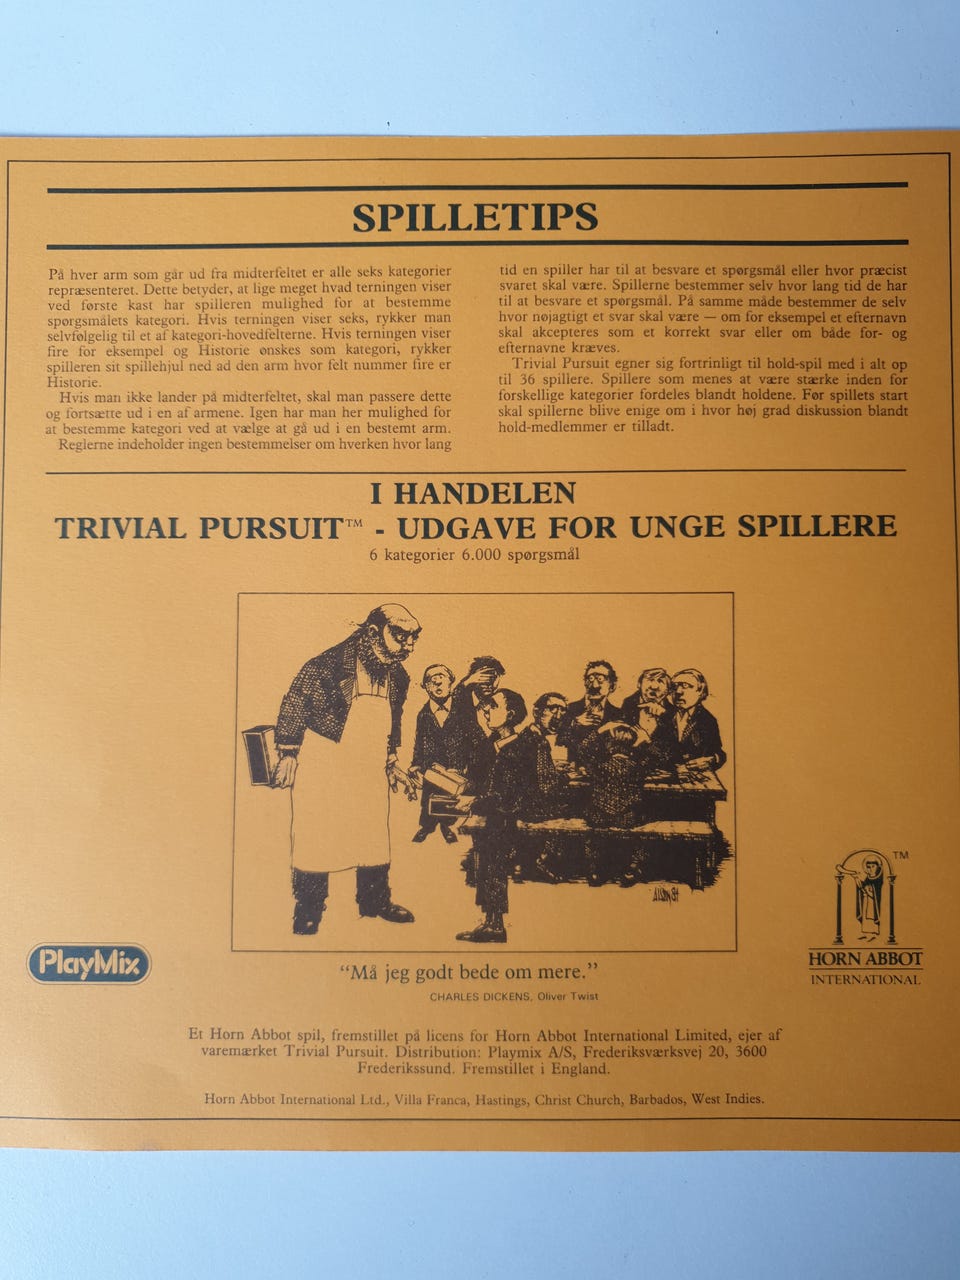 SPILLETIPS
På hver arm som går ud fra midterfeltet er alle seks kategorier
repræsenteret. Dette betyder, at lige meget hvad terningen viser
ved første kast har spilleren mulighed for at bestemme
spørgsmålets kategori. Hvis terningen viser seks, rykker man
selvfølgelig til et af kategori-hovedfelterne. Hvis terningen viser
fire for eksempel og Historie ønskes som kategori, rykker
spilleren sit spillehjul ned ad den arm hvor felt nummer fire er
Historie.
Hvis man ikke lander på midterfeltet, skal man passere dette
og fortsætte ud i en af armene. Igen har man her mulighed for
at bestemme kategori ved at vælge at gå ud i en bestemt arm.
Reglerne indeholder ingen bestemmelser om hverken hvor lang
tid en spiller har til at besvare et spørgsmål eller hvor præcist
svaret skal være. Spillerne bestemmer selv hvor lang tid de har
til at besvare et spørgsmål. På samme måde bestemmer de selv
hvor nøjagtigt et svar skal være — om for eksempel et efternavn
skal akcepteres som et korrekt svar eller om både for- og
efternavne kræves.
Trivial Pursuit egner sig fortrinligt til hold-spil med i alt op
til 36 spillere. Spillere som menes at være stærke inden for
forskellige kategorier fordeles blandt holdene. Før spillets start
skal spillerne blive enige om i hvor høj grad diskussion blandt
hold-medlemmer er tilladt.
I HANDELEN
TRIVIAL PURSUIT™ - UDGAVE FOR UNGE SPILLERE
6 kategorier 6.000 spørgsmål
TM
HORN ABBOT
INTERNATIONAL
PlayMix
“Må jeg godt bede om mere.”
CHARLES DICKENS, Oliver Twist
Et Horn Abbot spil, fremstillet på licens for Horn Abbot International Limited, ejer af
varemærket Trivial Pursuit. Distribution: Playmix A/S, Frederiksværksvej 20, 3600
Frederikssund. Fremstillet i England.
Horn Abbot International Ltd., Villa Franca, Hastings, Christ Church, Barbados, West Indies.